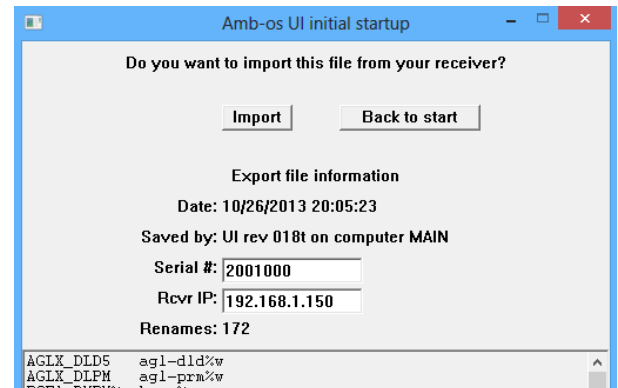 Amb-os UI initial startup
Do you want to import this file from your receiver?
Import Back to start
Export file information
Date: 10/26/2013 20:05:23
Saved by: UI rev 018t on computer MAIN
Serial #: 2001000
Rcvr IP: 192.168.1.150
Renames: 172
AGLX_DLD5 agl-dld%w
AGLX_DLPM agl-prm%w